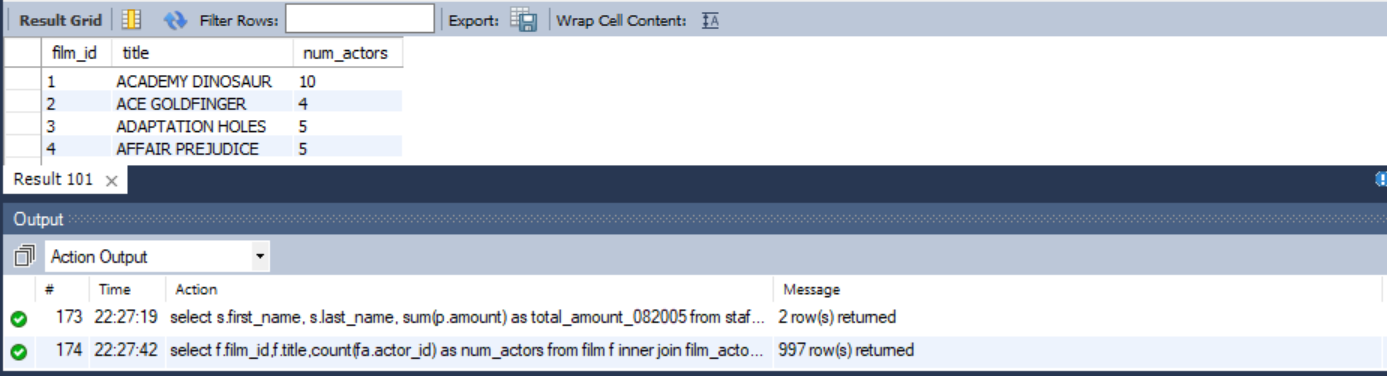 Result Grid Filter Rows: Export: Wrap Cell Content: IA
film_id title num_actors
1 ACADEMY DINOSAUR 10
2 ACE GOLDFINGER 4
3 ADAPTATION HOLES 5
4 AFFAIR PREJUDICE 5
Result 101
Output
Action Output
# Time Action Message
173 22:27:19 select s.first_name, s.last_name, sum(p.amount) as total_amount_082005 from staf... 2 row(s) returned
174 22:27:42 select f.film_id,f.title,count(fa.actor_id) as num_actors from film f inner join film_acto... 997 row(s) returned